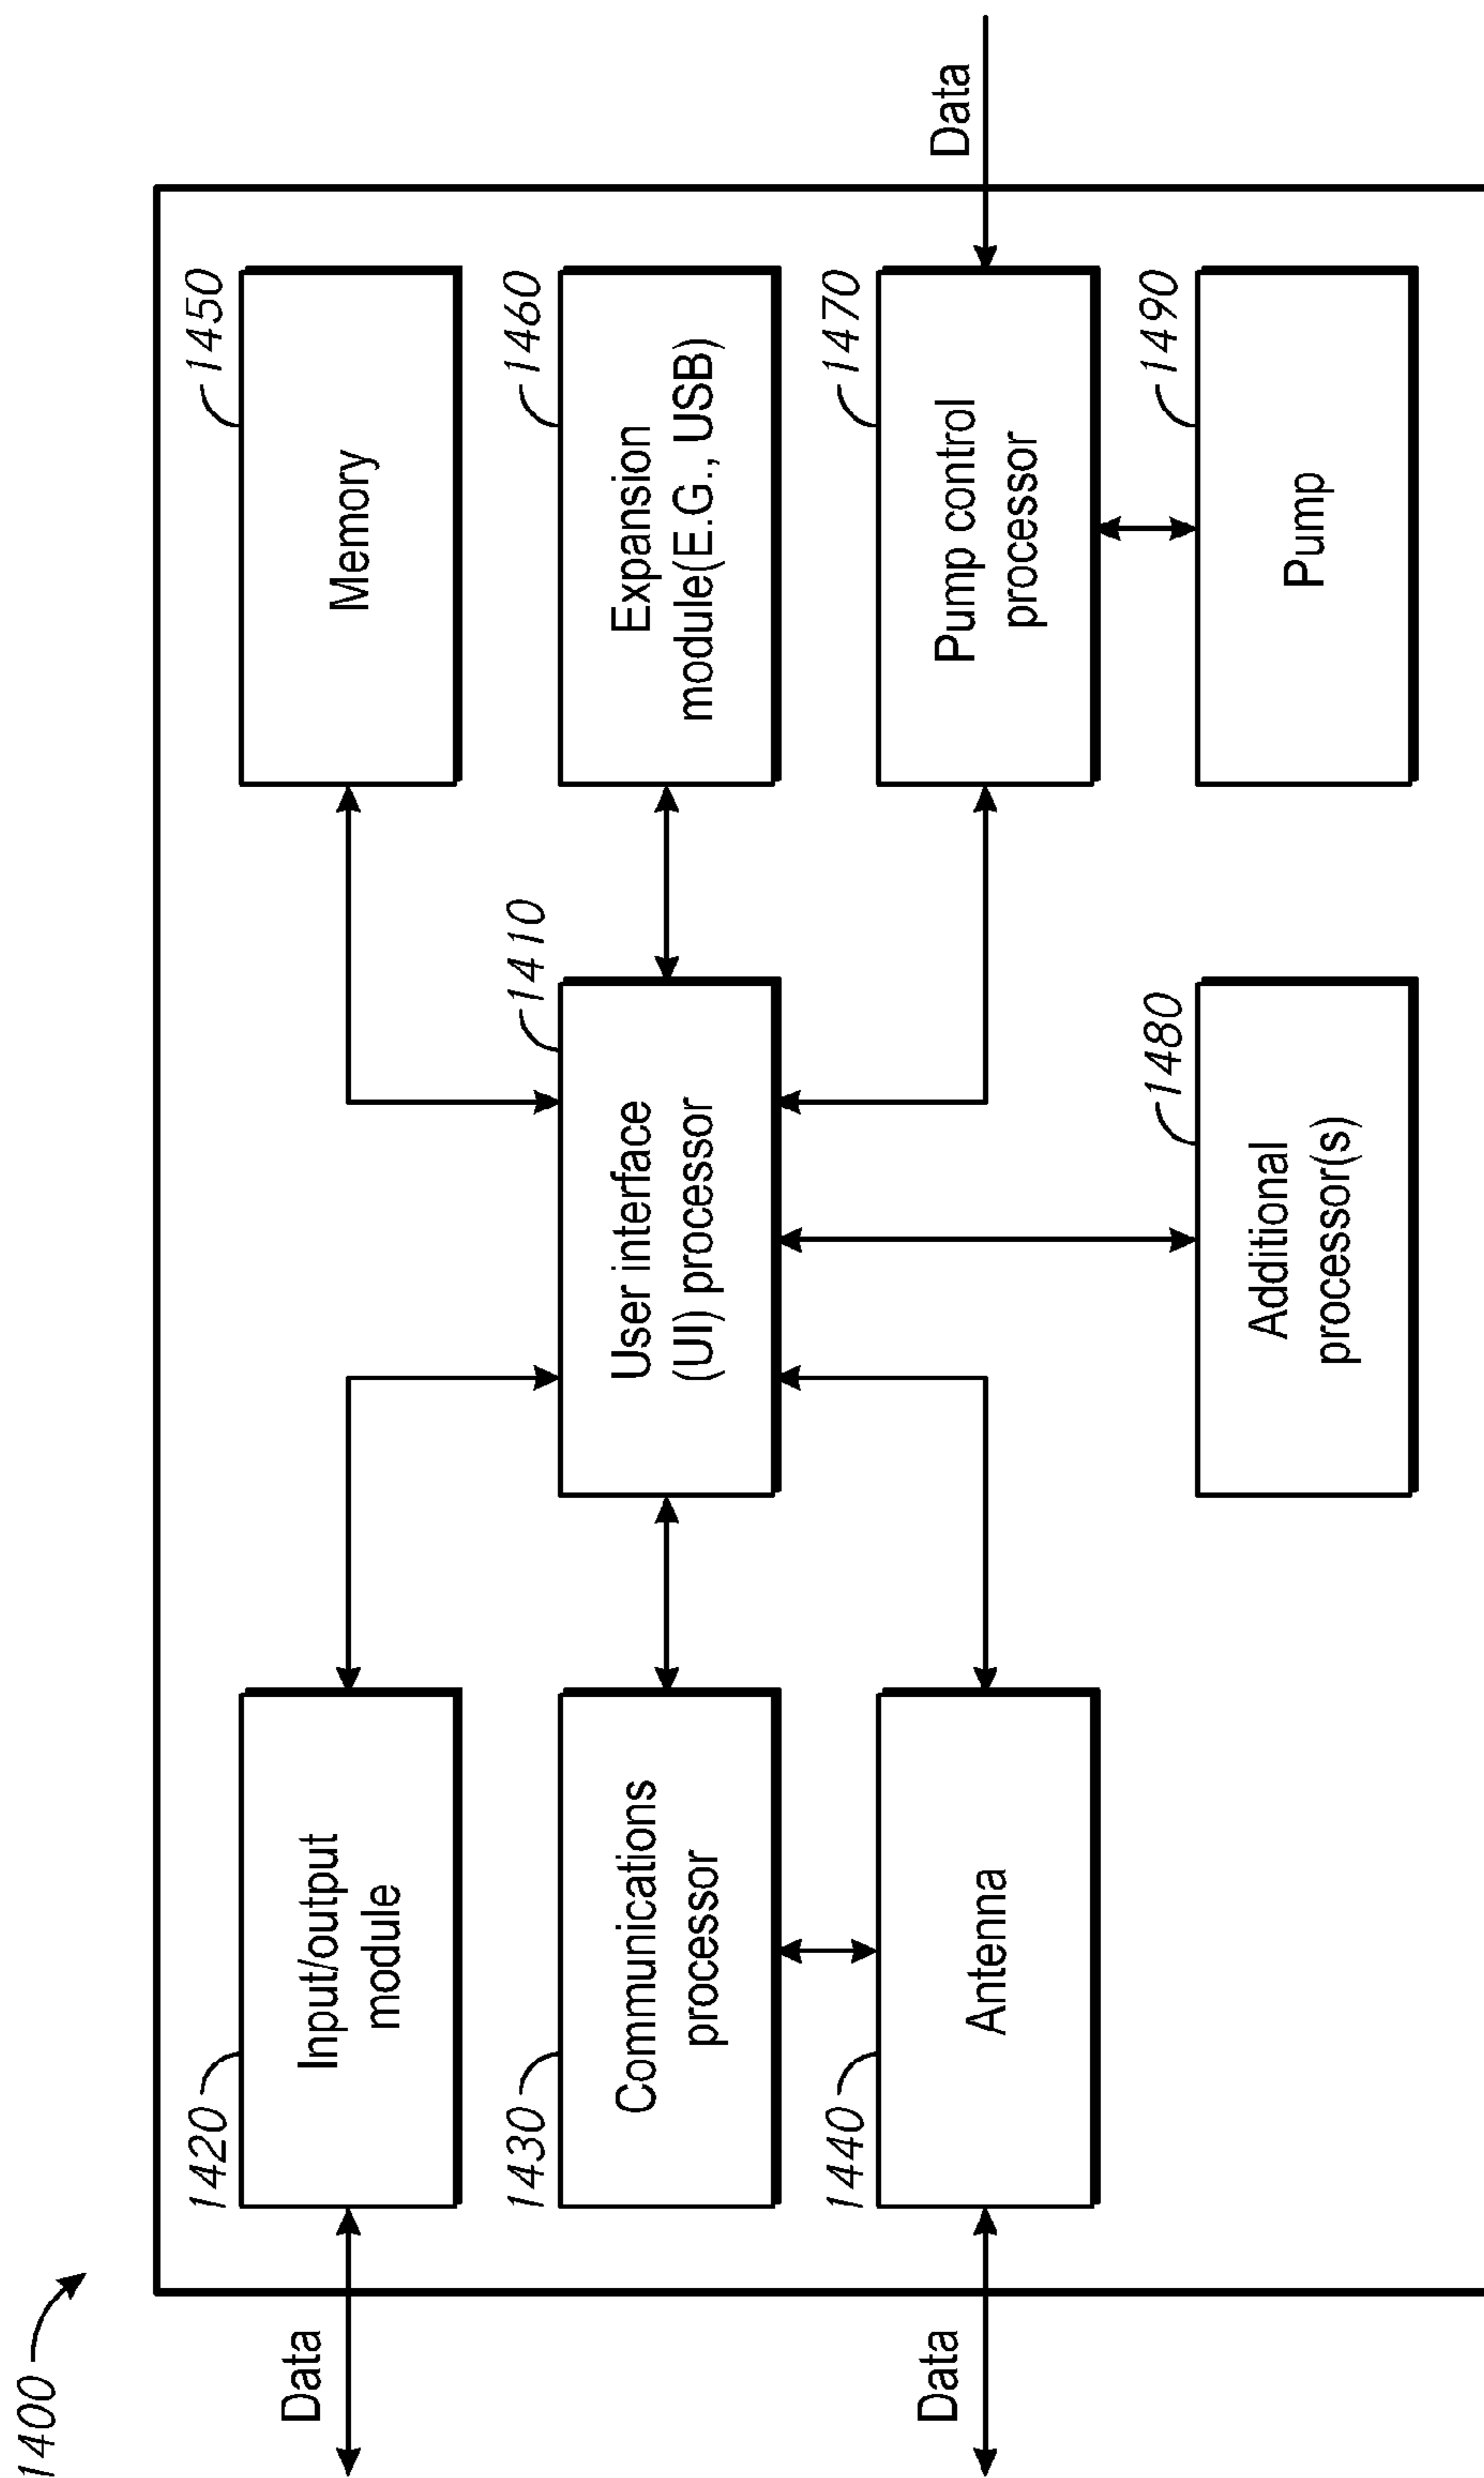 1400
1420
Input/output
module
Data
1430
Communications
processor
1440
Antenna
Data
1410
User interface
(UI) processor
1480
Additional
processor(s)
1450
Memory
1460
Expansion
module(E.G., USB)
1470
Pump control
processor
Data
1490
Pump